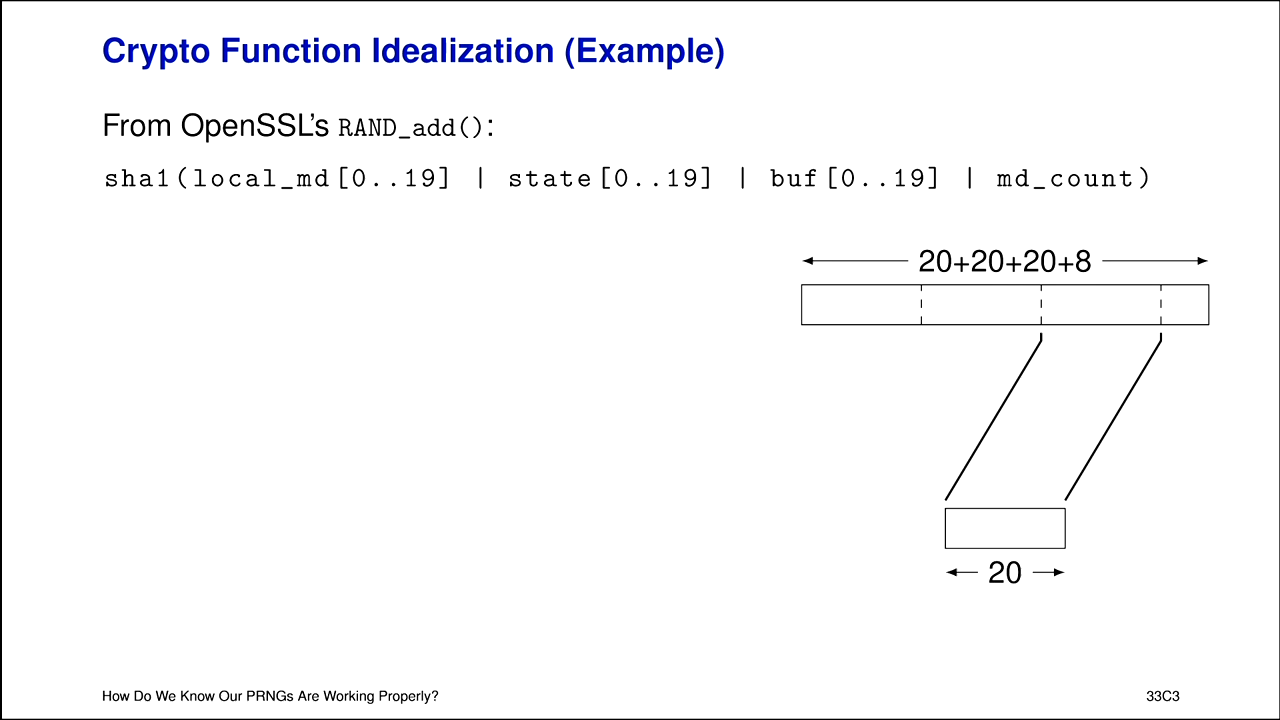 Crypto Function Idealization (Example)
From OpenSSL's RAND_add():
sha1(local_md[0..19] | state[0..19] | buf[0..19] | md_count)
20+20+20+8
20
How Do We Know Our PRNGs Are Working Properly?
33C3